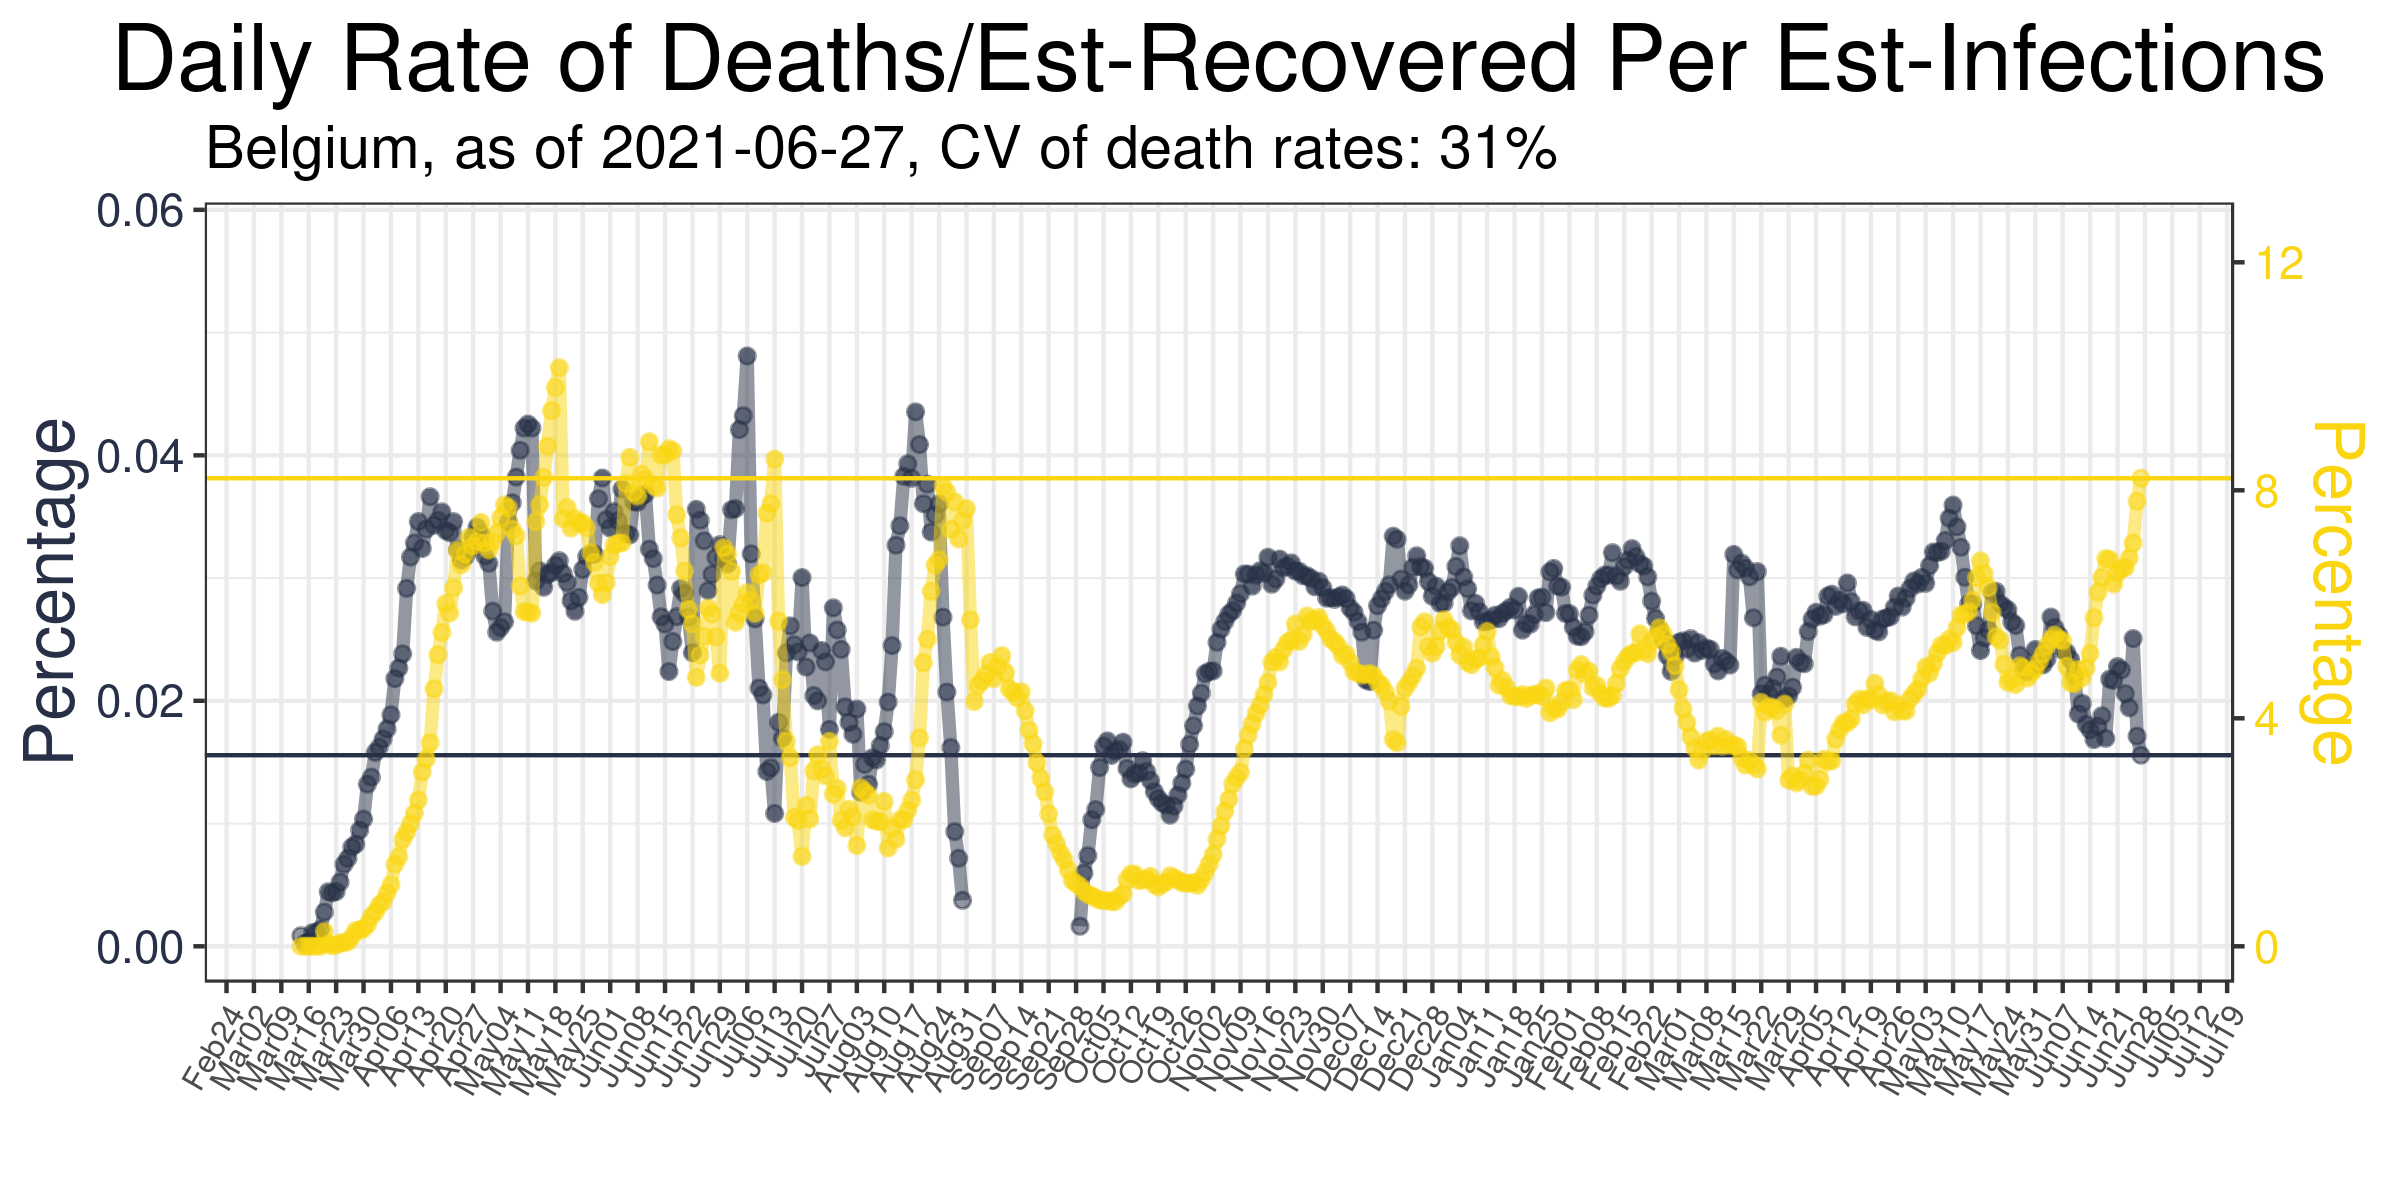 Daily Rate of Deaths/Est-Recovered Per Est-Infections
Belgium, as of 2021-06-27, CV of death rates: 31%
Percentage
0.06
0.04
0.02
0.00
12
8
4
0
Percentage
Feb24
Mar02
Mar09
Mar16
Mar23
Mar30
Apr06
Apr13
Apr20
Apr27
May04
May11
May18
May25
Jun01
Jun08
Jun15
Jun22
Jun29
Jul06
Jul13
Jul20
Jul27
Aug03
Aug10
Aug17
Aug24
Aug31
Sep07
Sep14
Sep21
Sep28
Oct05
Oct12
Oct19
Oct26
Nov02
Nov09
Nov16
Nov23
Nov30
Dec07
Dec14
Dec21
Dec28
Jan04
Jan11
Jan18
Jan25
Feb01
Feb08
Feb15
Feb22
Mar01
Mar08
Mar15
Mar22
Mar29
Apr05
Apr12
Apr19
Apr26
May03
May10
May17
May24
May31
Jun07
Jun14
Jun21
Jun28
Jul05
Jul12
Jul19